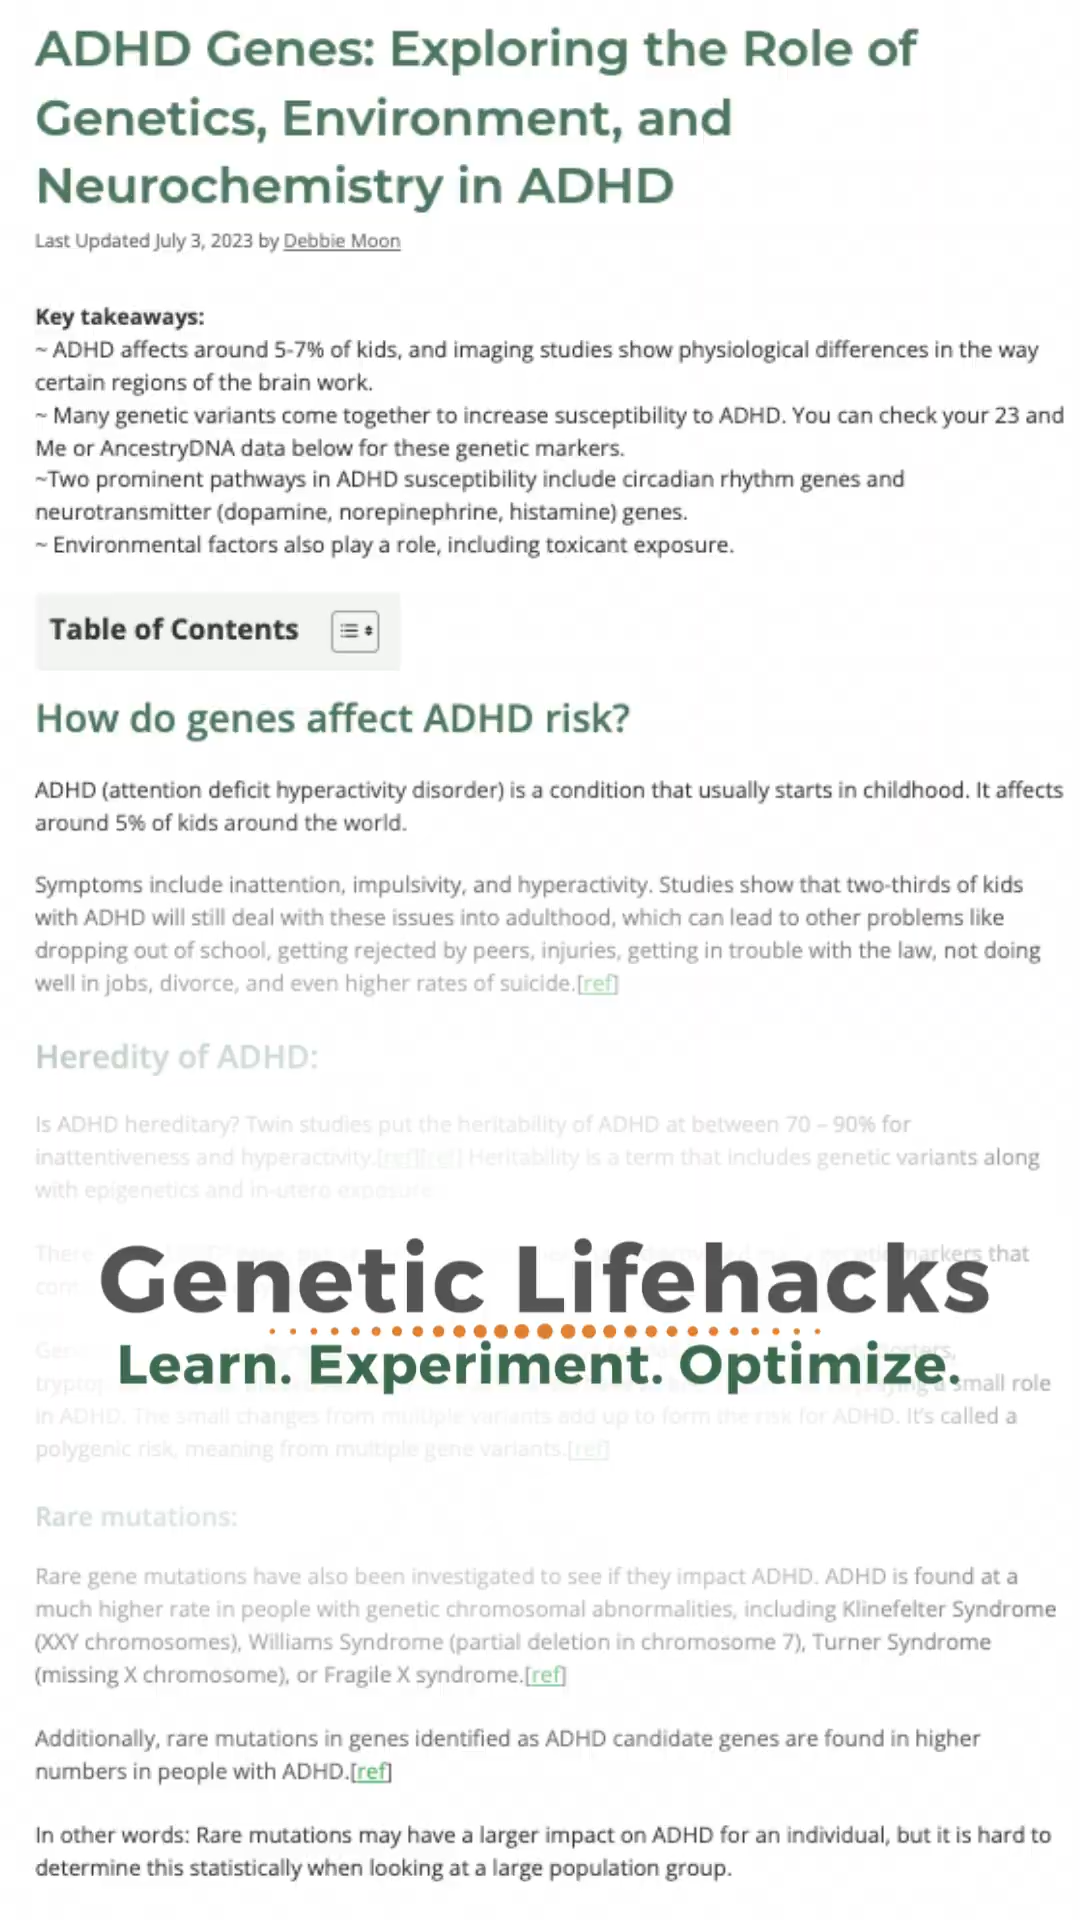 ADHD Genes: Exploring the Role of
Genetics, Environment, and
Neurochemistry in ADHD
Last Updated July 3, 2023 by Debbie Moon
Key takeaways:
~ ADHD affects around 5-7% of kids, and imaging studies show physiological differences in the way
certain regions of the brain work.
~ Many genetic variants come together to increase susceptibility to ADHD. You can check your 23 and
Me or AncestryDNA data below for these genetic markers.
~Two prominent pathways in ADHD susceptibility include circadian rhythm genes and
neurotransmitter (dopamine, norepinephrine, histamine) genes.
~ Environmental factors also play a role, including toxicant exposure.
Table of Contents
How do genes affect ADHD risk?
ADHD (attention deficit hyperactivity disorder) is a condition that usually starts in childhood. It affects
around 5% of kids around the world.
Symptoms include inattention, impulsivity, and hyperactivity. Studies show that two-thirds of kids
with ADHD will still deal with these issues into adulthood, which can lead to other problems like
dropping out of school, getting rejected by peers, injuries, getting in trouble with the law, not doing
well in jobs, divorce, and even higher rates of suicide.[ref]
Heredity of ADHD:
Is ADHD hereditary? Twin studies put the heritability of ADHD at between 70 – 90% for
inattentiveness and hyperactivity.[ref][ref] Heritability is a term that includes genetic variants along
with epigenetics and in-utero exposure.
There markers that
Genetic Lifehacks
Learn. Experiment. Optimize.
a small role
in ADHD. The small changes from multiple variants add up to form the risk for ADHD. It's called a
polygenic risk, meaning from multiple gene variants.[ref]
Rare mutations:
Rare gene mutations have also been investigated to see if they impact ADHD. ADHD is found at a
much higher rate in people with genetic chromosomal abnormalities, including Klinefelter Syndrome
(XXY chromosomes), Williams Syndrome (partial deletion in chromosome 7), Turner Syndrome
(missing X chromosome), or Fragile X syndrome.[ref]
Additionally, rare mutations in genes identified as ADHD candidate genes are found in higher
numbers in people with ADHD.[ref]
In other words: Rare mutations may have a larger impact on ADHD for an individual, but it is hard to
determine this statistically when looking at a large population group.